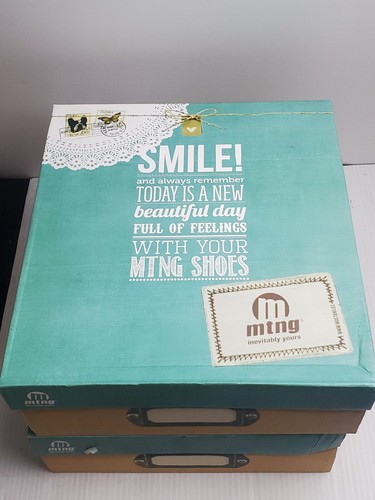 SMILE!
and always remember
TODAY IS A NEW
beautiful day
FULL OF FEELINGS
WITH YOUR
MTNG SHOES
m
mtng
inevitably yours
m
mtng
m
mtng